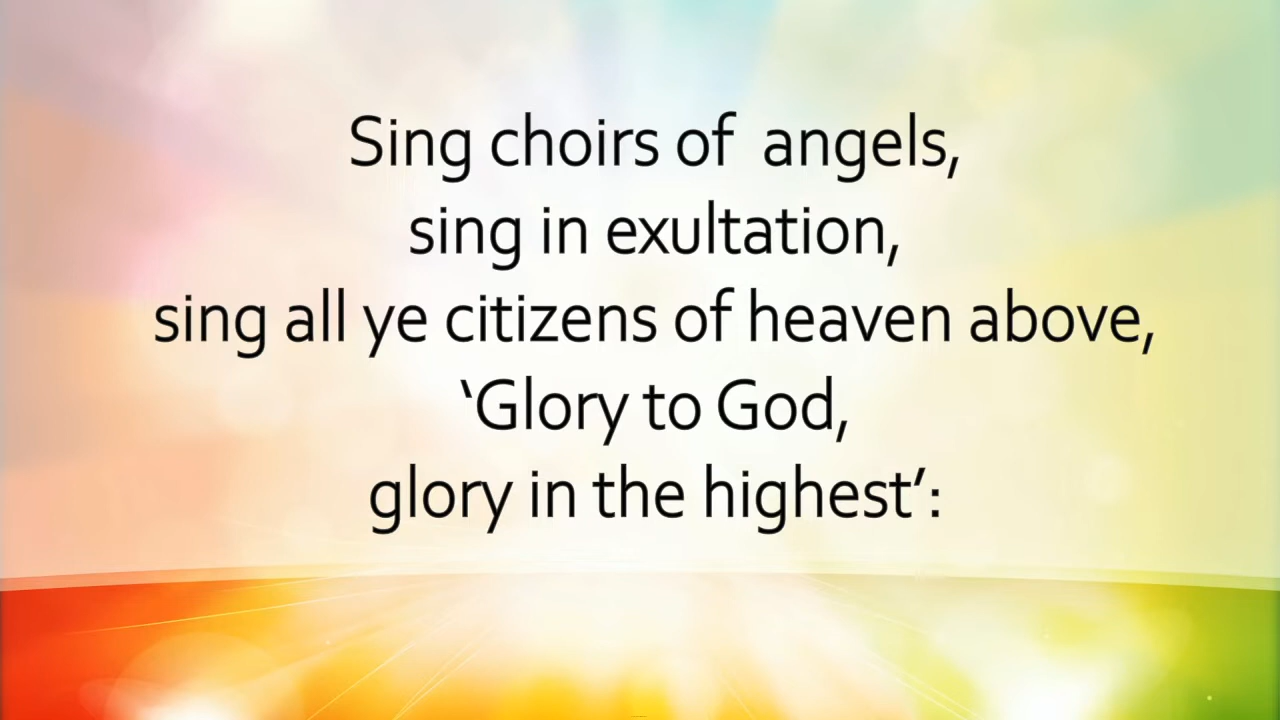 Sing choirs of  angels,
sing in exultation,
sing all ye citizens of heaven above,
‘Glory to God,
glory in the highest’: